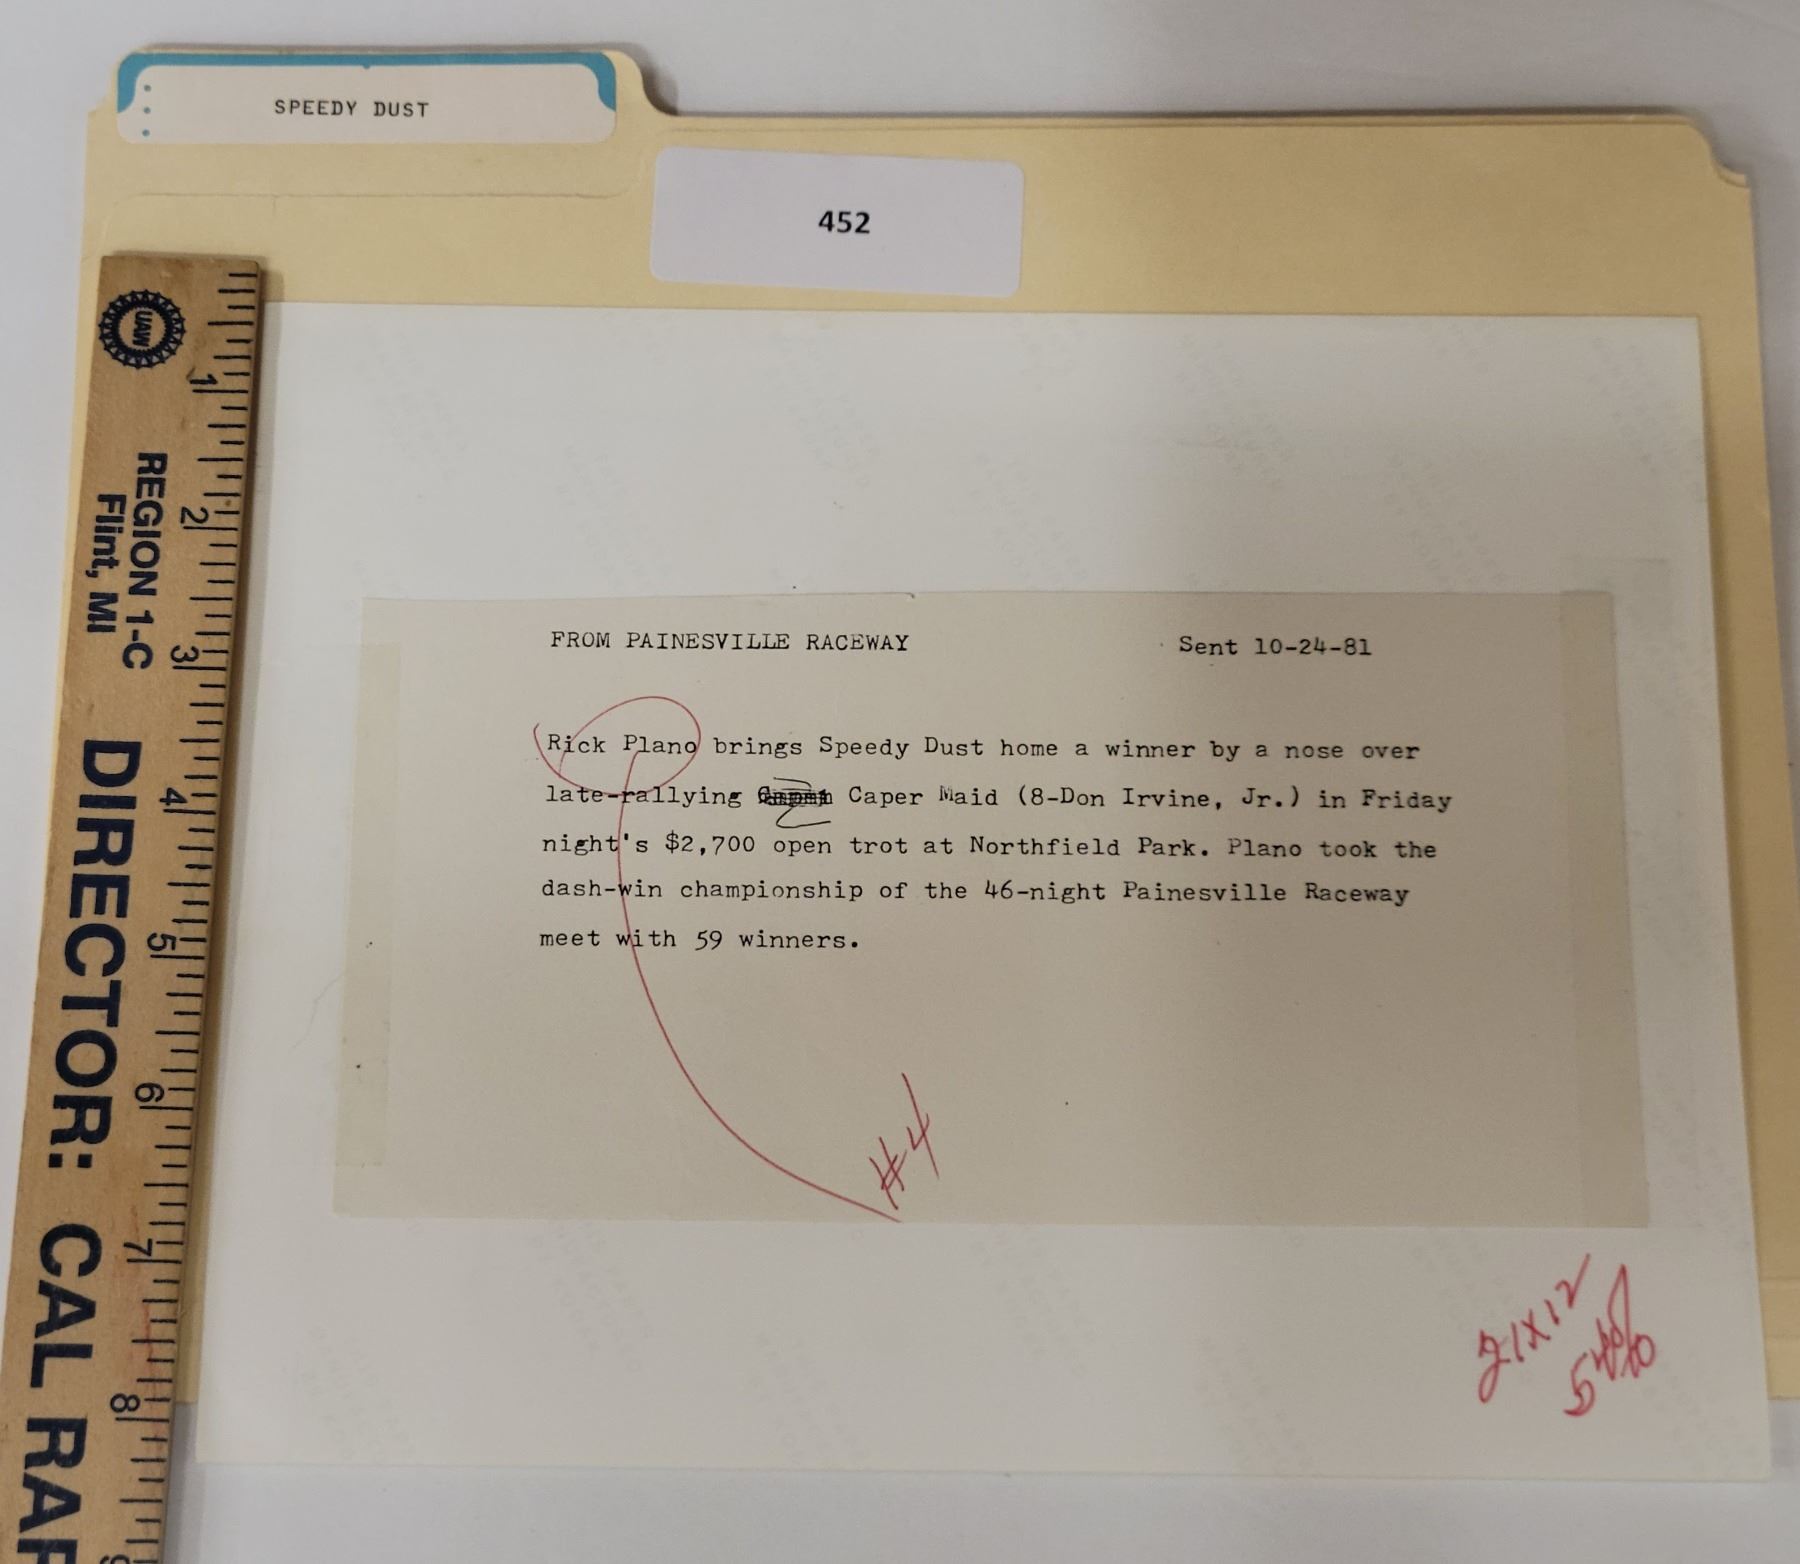 SPEEDY DUST
452
FROM PAINESVILLE RACEWAY Sent 10-24-81
Rick Plano brings Speedy Dust home a winner by a nose over
late-rallying Caper Maid (8-Don Irvine, Jr.) in Friday
night's $2,700 open trot at Northfield Park. Plano took the
dash-win championship of the 46-night Painesville Raceway
meet with 59 winners.
#4
21x12
54%
UAW
REGION 1-C
Flint, MI
DIRECTOR: CAL
1
2
3
4
5
6
7
8